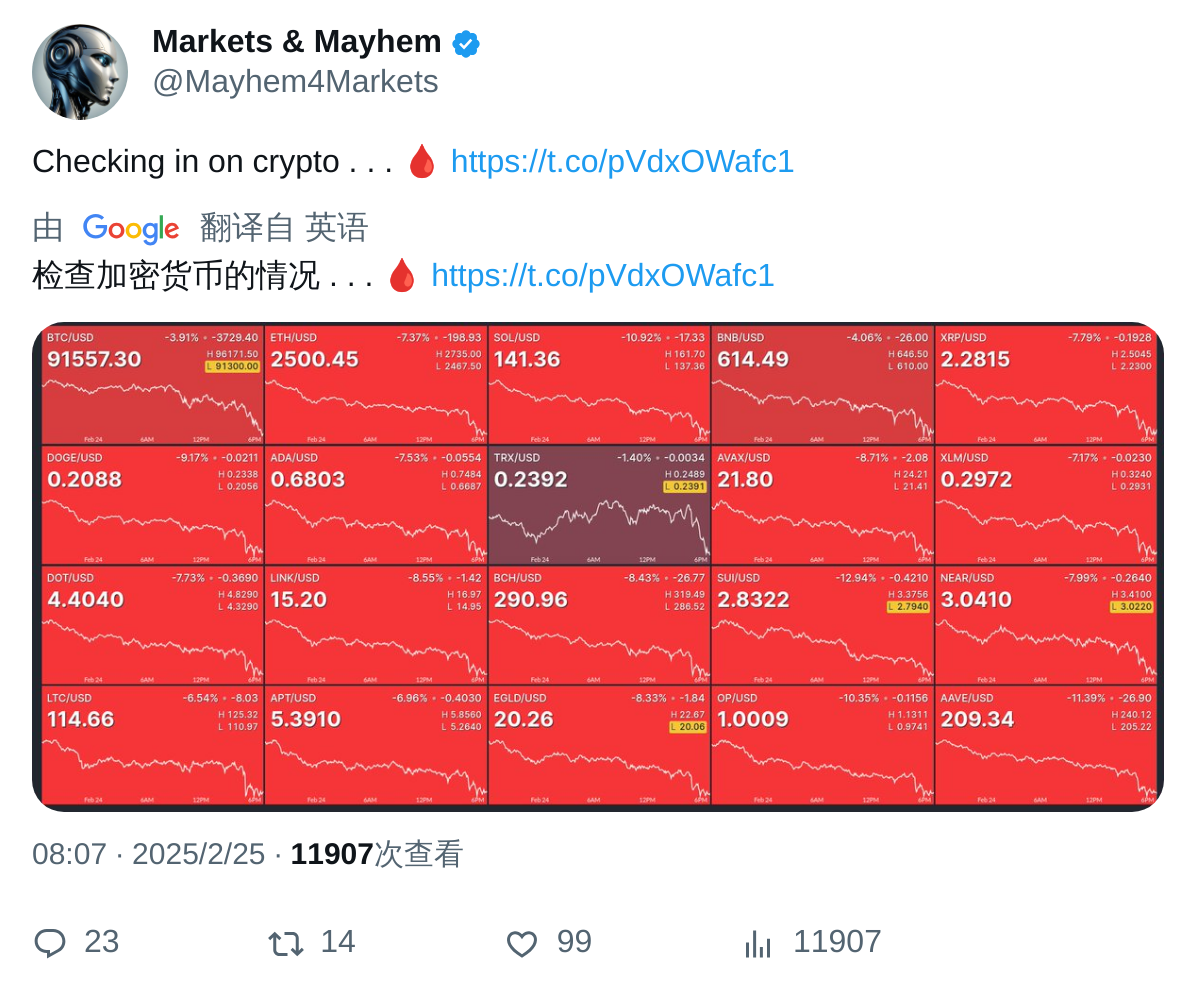 Markets & Mayhem
@Mayhem4Markets
Checking in on crypto . . . 🩸 https://t.co/pVdxOWafc1
由 Google 翻译自 英语
检查加密货币的情况 . . . 🩸 https://t.co/pVdxOWafc1
BTC/USD -3.91% • -3729.40
91557.30 H 96171.50
L 91300.00
Feb 24 6AM 12PM 6PM
ETH/USD -7.37% • -198.93
2500.45 H 2735.00
L 2467.50
Feb 24 6AM 12PM 6PM
SOL/USD -10.92% • -17.33
141.36 H 161.70
L 137.36
Feb 24 6AM 12PM 6PM
BNB/USD -4.06% • -26.00
614.49 H 646.50
L 610.00
Feb 24 6AM 12PM 6PM
XRP/USD -7.79% • -0.1928
2.2815 H 2.5045
L 2.2300
Feb 24 6AM 12PM 6PM
DOGE/USD -9.17% • -0.0211
0.2088 H 0.2338
L 0.2056
Feb 24 6AM 12PM 6PM
ADA/USD -7.53% • -0.0554
0.6803 H 0.7484
L 0.6687
Feb 24 6AM 12PM 6PM
TRX/USD -1.40% • -0.0034
0.2392 H 0.2489
L 0.2391
Feb 24 6AM 12PM 6PM
AVAX/USD -8.71% • -2.08
21.80 H 24.21
L 21.41
Feb 24 6AM 12PM 6PM
XLM/USD -7.17% • -0.0230
0.2972 H 0.3240
L 0.2931
Feb 24 6AM 12PM 6PM
DOT/USD -7.73% • -0.3690
4.4040 H 4.8290
L 4.3290
Feb 24 6AM 12PM 6PM
LINK/USD -8.55% • -1.42
15.20 H 16.97
L 14.95
Feb 24 6AM 12PM 6PM
BCH/USD -8.43% • -26.77
290.96 H 319.49
L 286.52
Feb 24 6AM 12PM 6PM
SUI/USD -12.94% • -0.4210
2.8322 H 3.3756
L 2.7940
Feb 24 6AM 12PM 6PM
NEAR/USD -7.99% • -0.2640
3.0410 H 3.4100
L 3.0220
Feb 24 6AM 12PM 6PM
LTC/USD -6.54% • -8.03
114.66 H 125.32
L 110.97
Feb 24 6AM 12PM 6PM
APT/USD -6.96% • -0.4030
5.3910 H 5.8560
L 5.2640
Feb 24 6AM 12PM 6PM
EGLD/USD -8.33% • -1.84
20.26 H 22.67
L 20.06
Feb 24 6AM 12PM 6PM
OP/USD -10.35% • -0.1156
1.0009 H 1.1311
L 0.9741
Feb 24 6AM 12PM 6PM
AAVE/USD -11.39% • -26.90
209.34 H 240.12
L 205.22
Feb 24 6AM 12PM 6PM
08:07 · 2025/2/25 · 11907次查看
23 14 99 11907